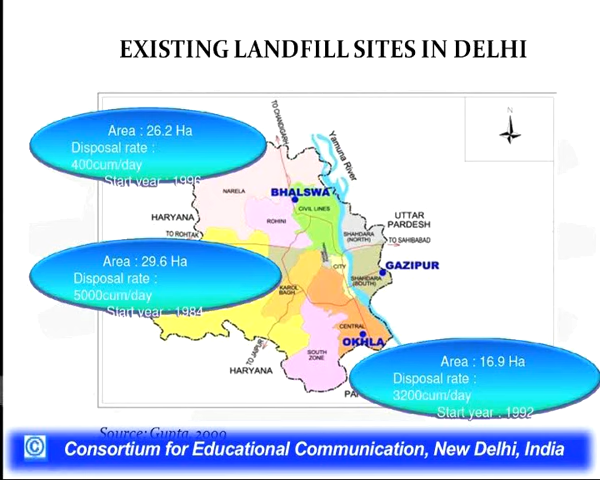 EXISTING LANDFILL SITES IN DELHI
N
TO CHANDIGARH
Yamuna River
Area : 26.2 Ha
Disposal rate :
400cum/day
Start year : 1996
NARELA
BHALSWA
CIVIL LINES
HARYANA
ROHINI
UTTAR
PRADESH
TO ROHTAK
SHAHDARA
(NORTH)
TO SAHIBABAD
Area : 29.6 Ha
Disposal rate :
5000cum/day
Start year : 1984
CITY
GAZIPUR
SHAHDARA
(SOUTH)
KAROL
BAGH
CENTRAL
OKHLA
TO JAIPUR
SOUTH
ZONE
HARYANA
Area : 16.9 Ha
Disposal rate :
3200cum/day
Start year : 1992
Source: Gupta, 2009
© Consortium for Educational Communication, New Delhi, India